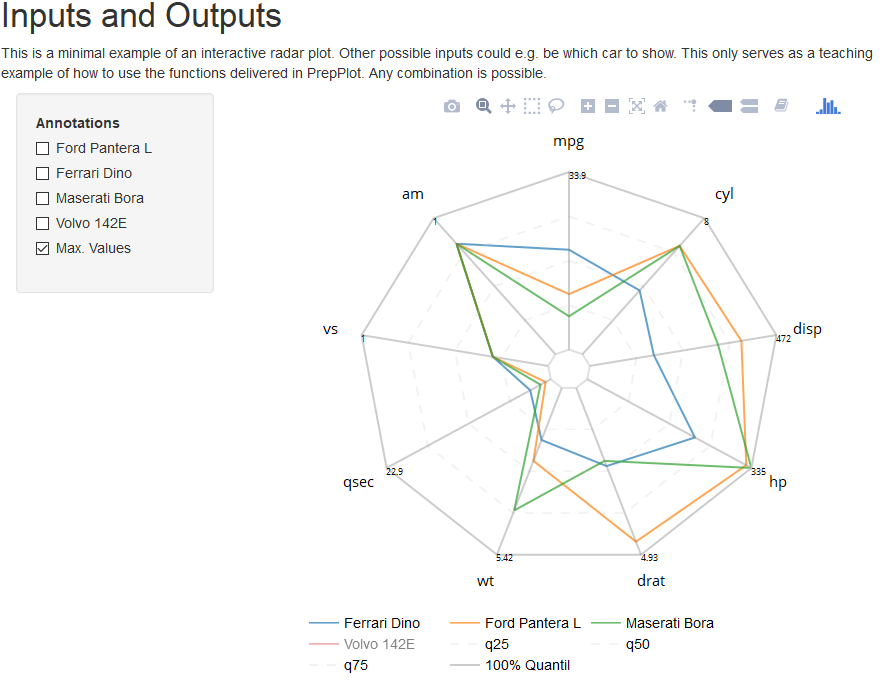 Inputs and Outputs
This is a minimal example of an interactive radar plot. Other possible inputs could e.g. be which car to show. This only serves as a teaching
example of how to use the functions delivered in PrepPlot. Any combination is possible.
Annotations
Ford Pantera L
Ferrari Dino
Maserati Bora
Volvo 142E
Max. Values
mpg
33.9
am
cyl
1
8
vs
disp
1
472
qsec
22.9
335
hp
wt
5.42
4.93
drat
Ferrari Dino Ford Pantera L Maserati Bora
Volvo 142E q25 q50
q75 100% Quantil